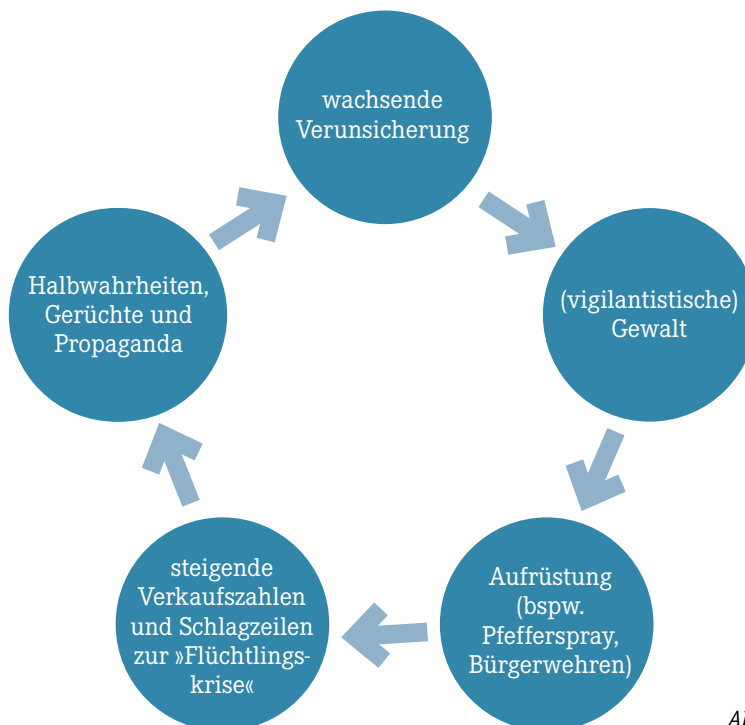 wachsende
Verunsicherung
(vigilantistische)
Gewalt
Aufrüstung
(bspw.
Pfefferspray,
Bürgerwehren)
steigende
Verkaufszahlen
und Schlagzeilen
zur »Flüchtlings-
krise«
Halbwahrheiten,
Gerüchte und
Propaganda